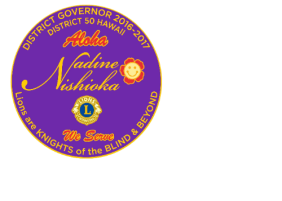 DISTRICT GOVERNOR 2016-2017
DISTRICT 50 HAWAII
Aloka
Nadine
Nishioka
LIONS
L
We Serve
Lions are KNIGHTS of the BLIND & BEYOND